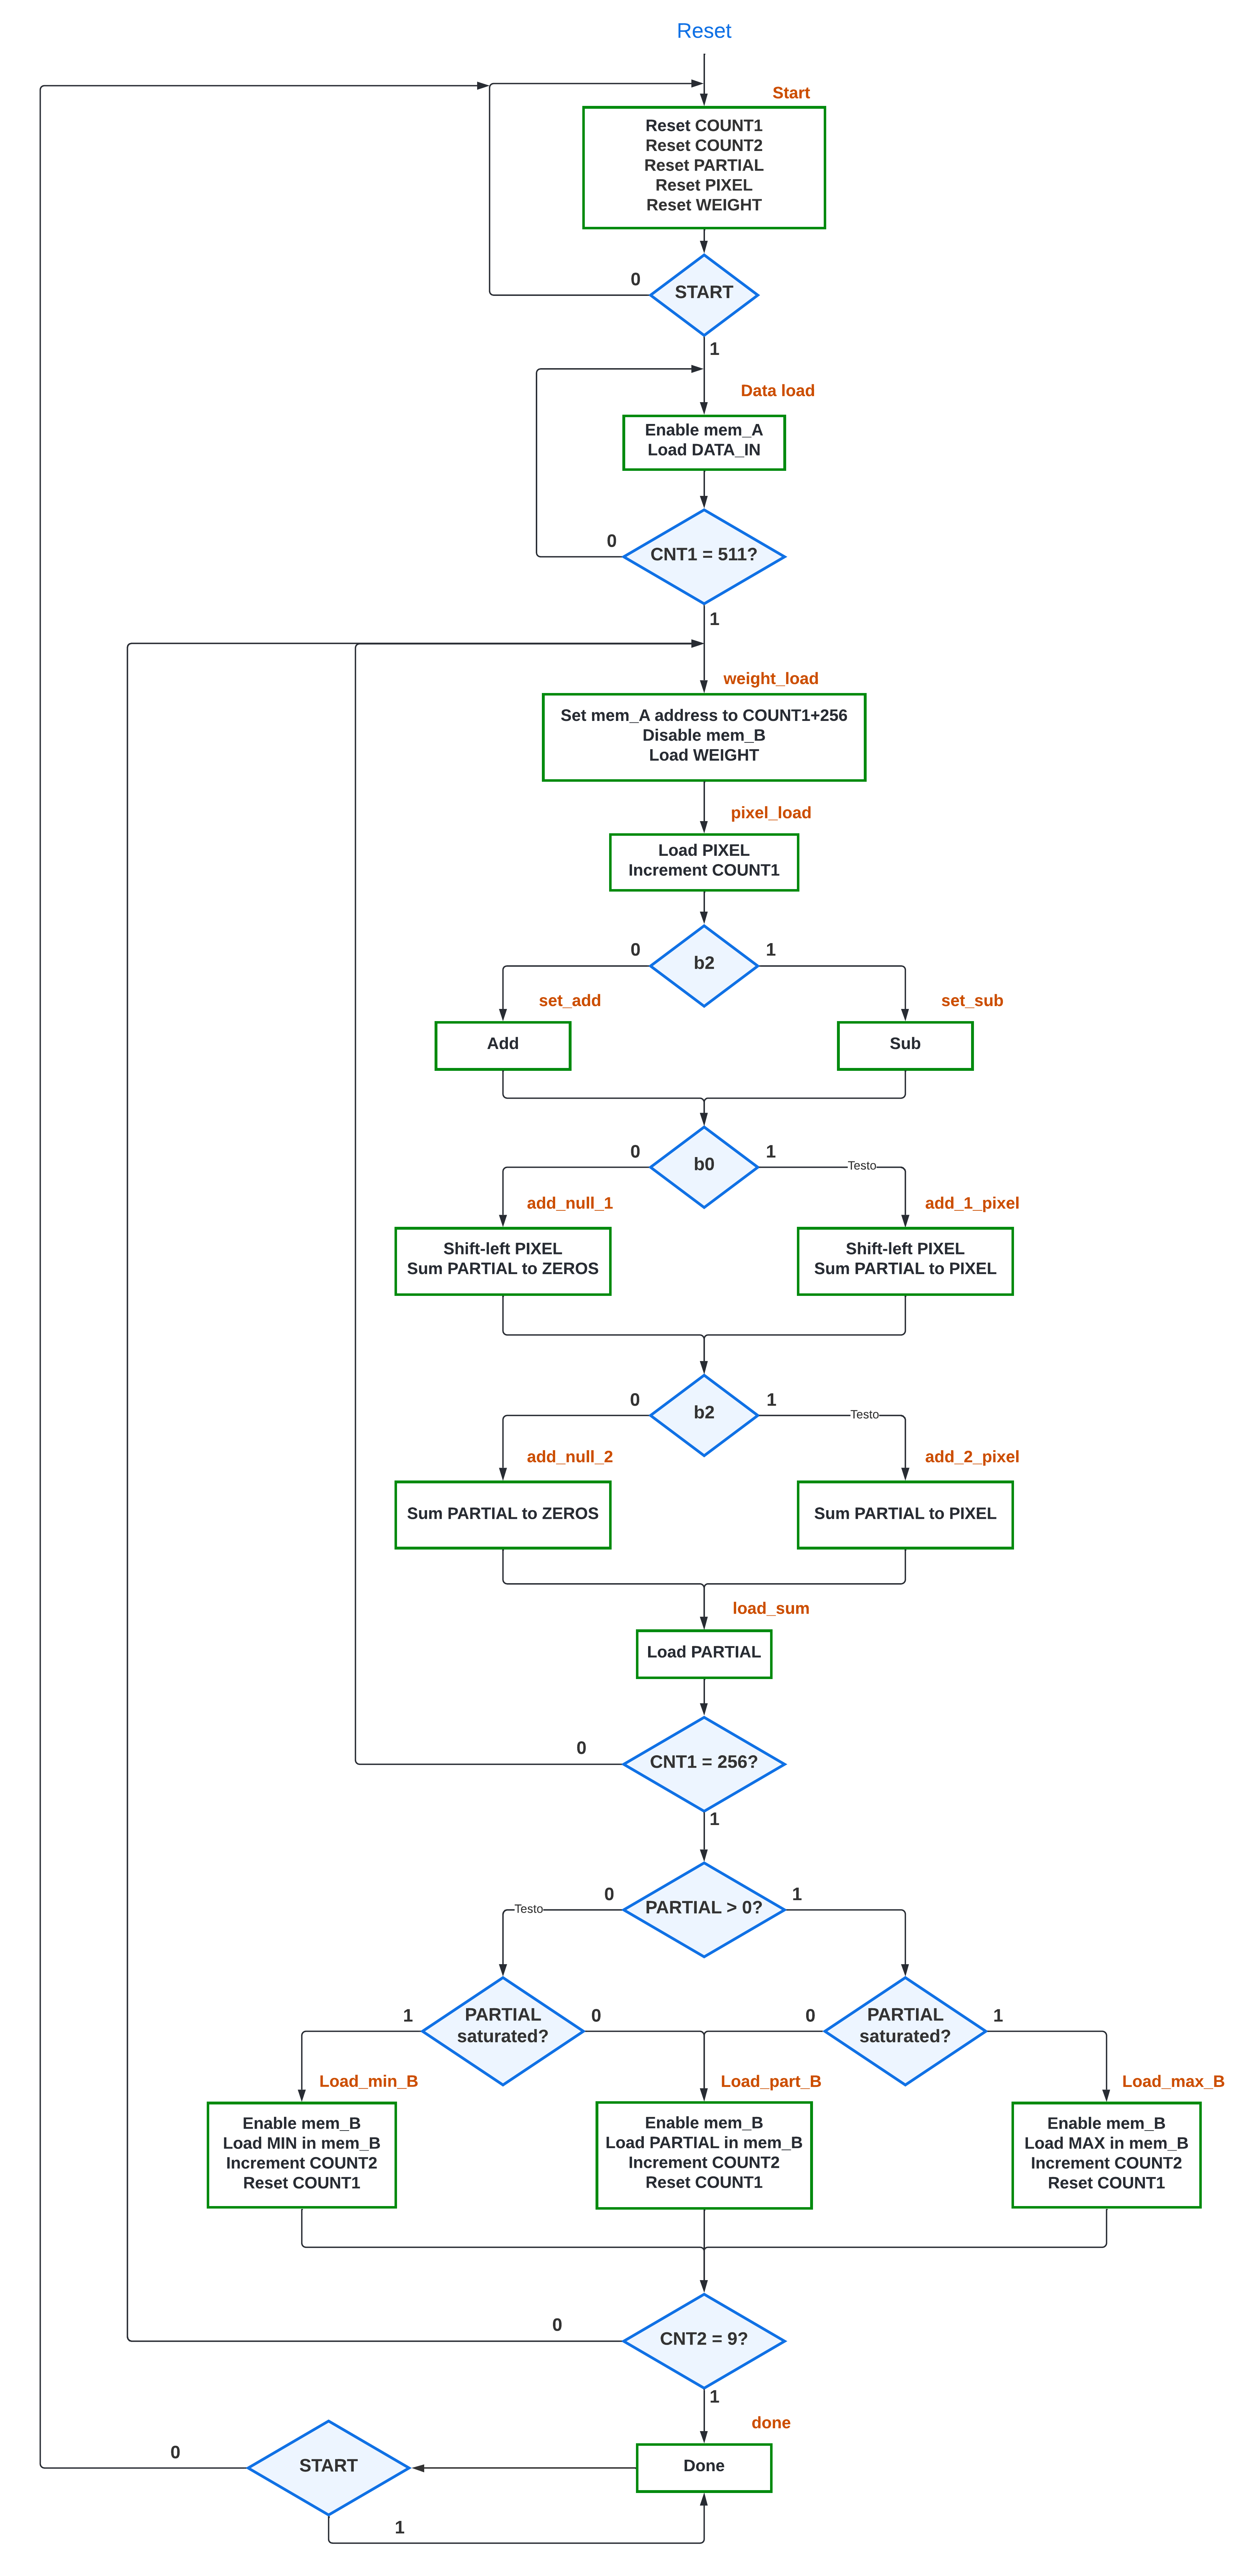 Reset
Start
Reset COUNT1
Reset COUNT2
Reset PARTIAL
Reset PIXEL
Reset WEIGHT
0
START
1
Data load
Enable mem_A
Load DATA_IN
0
CNT1 = 511?
1
weight_load
Set mem_A address to COUNT1+256
Disable mem_B
Load WEIGHT
pixel_load
Load PIXEL
Increment COUNT1
0
b2
1
set_add
set_sub
Add
Sub
0
b0
1
Testo
add_null_1
add_1_pixel
Shift-left PIXEL
Sum PARTIAL to ZEROS
Shift-left PIXEL
Sum PARTIAL to PIXEL
0
b2
1
Testo
add_null_2
add_2_pixel
Sum PARTIAL to ZEROS
Sum PARTIAL to PIXEL
load_sum
Load PARTIAL
0
CNT1 = 256?
1
Testo
0
PARTIAL > 0?
1
1
PARTIAL
saturated?
0
0
PARTIAL
saturated?
1
Load_min_B
Load_part_B
Load_max_B
Enable mem_B
Load MIN in mem_B
Increment COUNT2
Reset COUNT1
Enable mem_B
Load PARTIAL in mem_B
Increment COUNT2
Reset COUNT1
Enable mem_B
Load MAX in mem_B
Increment COUNT2
Reset COUNT1
0
CNT2 = 9?
1
done
0
START
Done
1